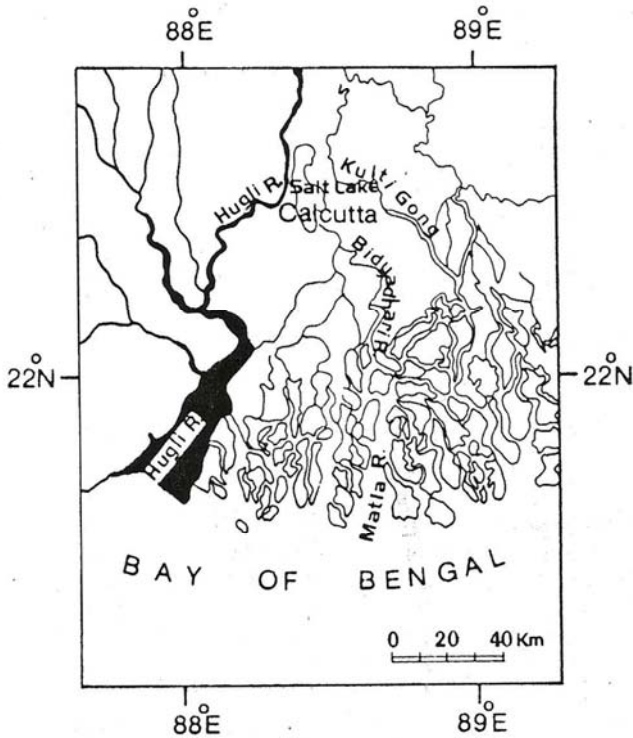 88°E 89°E
Hugli R.
Salt Lake
Calcutta
Kulti Gong
Bidyadhari R.
22°N 22°N
Hugli R.
Matla R.
BAY OF BENGAL
0 20 40 Km
88°E 89°E